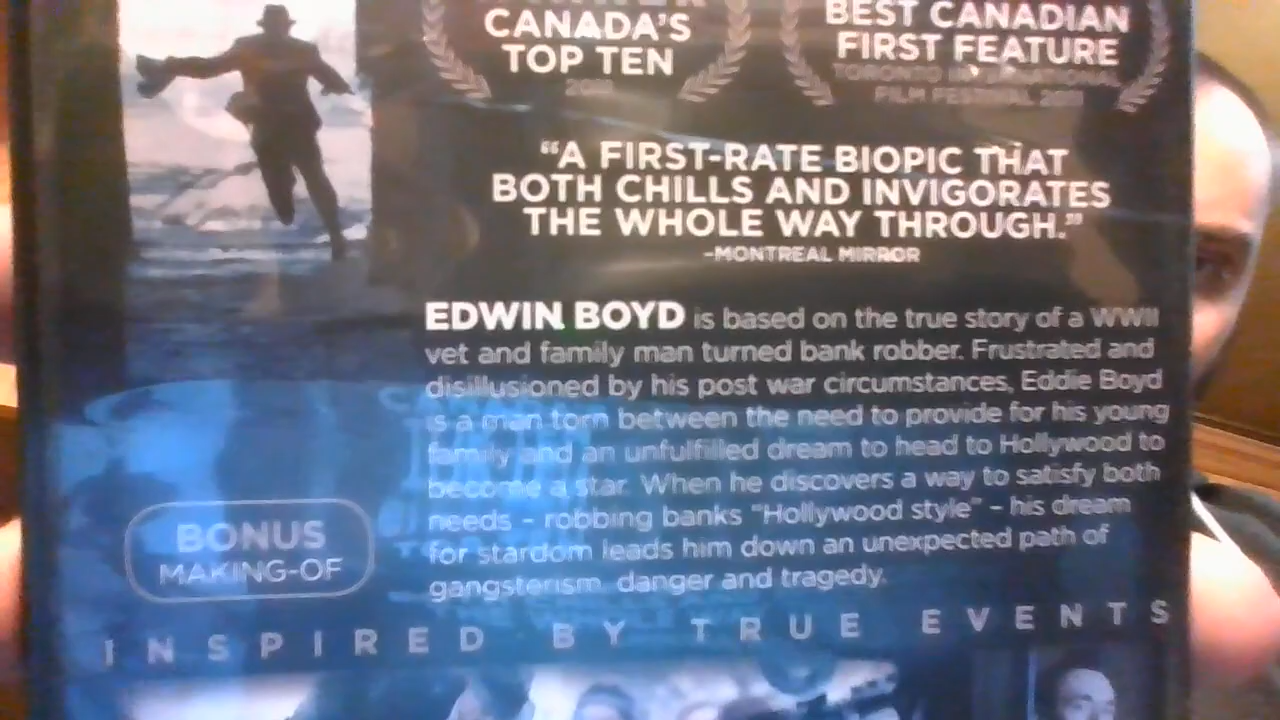 CANADA'S
TOP TEN
BEST CANADIAN
FIRST FEATURE
TORONTO INTERNATIONAL
FILM FESTIVAL
"A FIRST-RATE BIOPIC THAT
BOTH CHILLS AND INVIGORATES
THE WHOLE WAY THROUGH."
-MONTREAL MIRROR
EDWIN BOYD is based on the true story of a WWII
vet and family man turned bank robber. Frustrated and
disillusioned by his post war circumstances, Eddie Boyd
is a man torn between the need to provide for his young
family and an unfulfilled dream to head to Hollywood to
become a star. When he discovers a way to satisfy both
needs - robbing banks "Hollywood style" - his dream
for stardom leads him down an unexpected path of
gangsterism, danger and tragedy.
BONUS
MAKING-OF
INSPIRED BY TRUE EVENTS